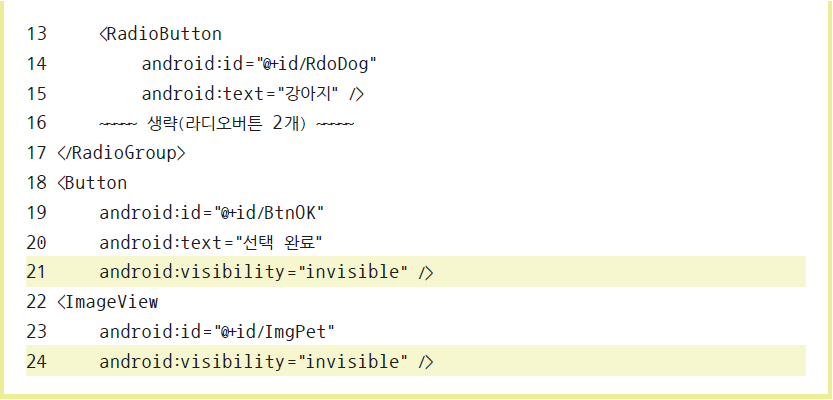 13 <RadioButton
14 android:id="@+id/RdoDog"
15 android:text="강아지" />
16 ~~~~~ 생략(라디오버튼 2개) ~~~~~
17 </RadioGroup>
18 <Button
19 android:id="@+id/BtnOK"
20 android:text="선택 완료"
21 android:visibility="invisible" />
22 <ImageView
23 android:id="@+id/ImgPet"
24 android:visibility="invisible" />